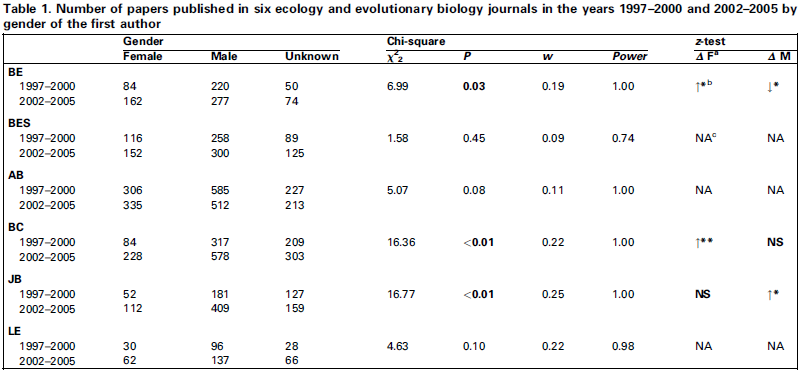 Table 1. Number of papers published in six ecology and evolutionary biology journals in the years 1997–2000 and 2002–2005 by
gender of the first author
Gender Chi-square z-test
Female Male Unknown χ²₂ P w Power Δ Fᵃ Δ M
BE
1997–2000 84 220 50 6.99 0.03 0.19 1.00 ↑*ᵇ ↓*
2002–2005 162 277 74
BES
1997–2000 116 258 89 1.58 0.45 0.09 0.74 NAᶜ NA
2002–2005 152 300 125
AB
1997–2000 306 585 227 5.07 0.08 0.11 1.00 NA NA
2002–2005 335 512 213
BC
1997–2000 84 317 209 16.36 <0.01 0.22 1.00 ↑** NS
2002–2005 228 578 303
JB
1997–2000 52 181 127 16.77 <0.01 0.25 1.00 NS ↑*
2002–2005 112 409 159
LE
1997–2000 30 96 28 4.63 0.10 0.22 0.98 NA NA
2002–2005 62 137 66